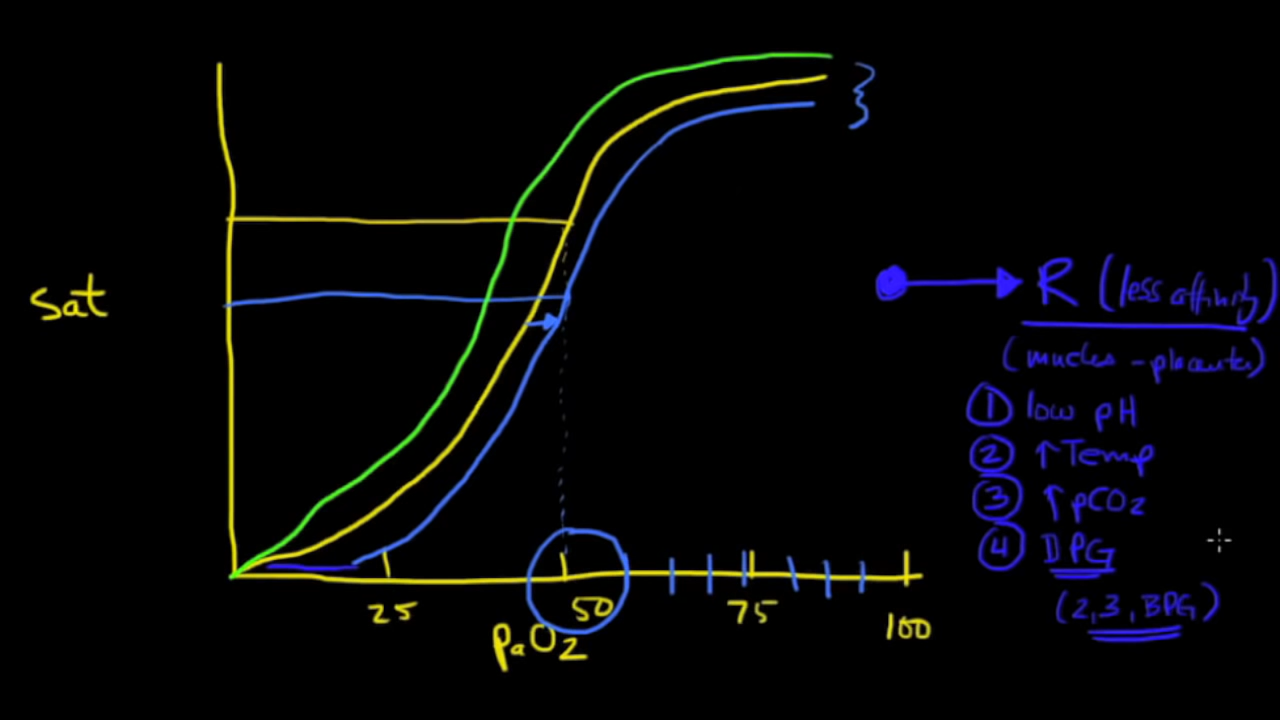 Sat
25
50
75
100
PaO2
R (less affinity)
(mucles - placenta)
① low pH
② ↑Temp
③ ↑pCO2
④ DPG
(2,3, BPG)